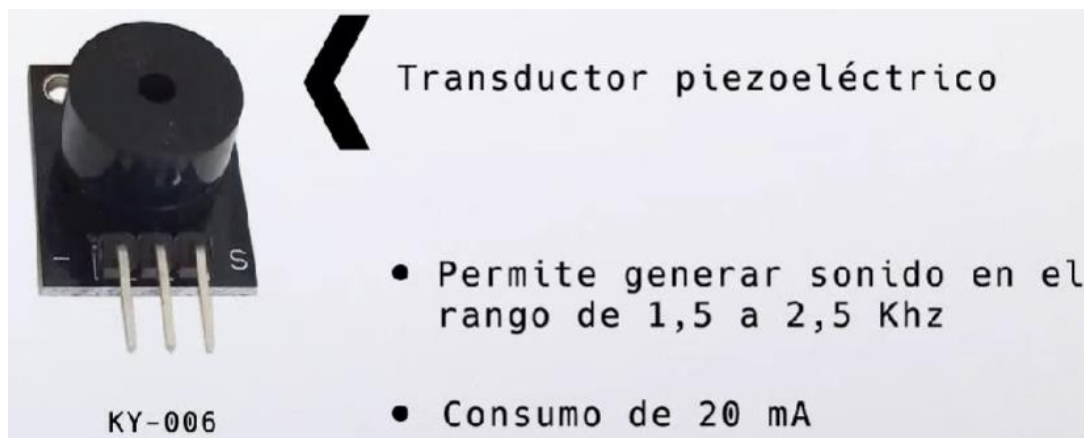 Transductor piezoeléctrico
- S
• Permite generar sonido en el
rango de 1,5 a 2,5 Khz
KY-006
• Consumo de 20 mA